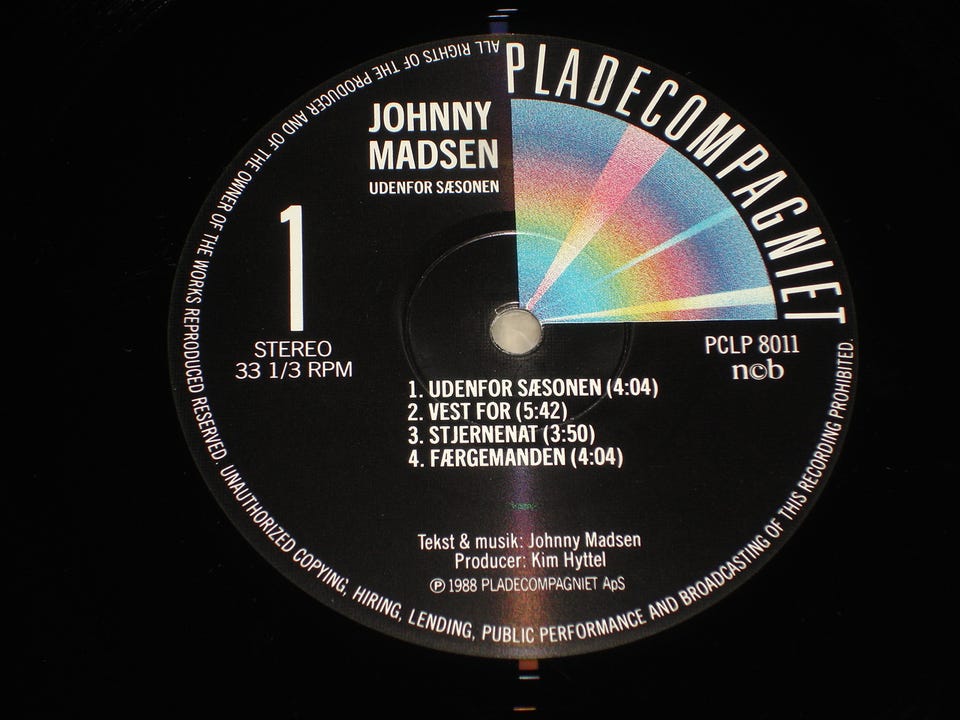 PLADECOMPAGNIET
JOHNNY
MADSEN
UDENFOR SÆSONEN
1
STEREO
33 1/3 RPM
PCLP 8011
n©b
1. UDENFOR SÆSONEN (4:04)
2. VEST FOR (5:42)
3. STJERNENAT (3:50)
4. FÆRGEMANDEN (4:04)
Tekst & musik: Johnny Madsen
Producer: Kim Hyttel
Ⓟ 1988 PLADECOMPAGNIET ApS
ALL RIGHTS OF THE PRODUCER AND OF THE OWNER OF THE WORKS REPRODUCED RESERVED. UNAUTHORIZED COPYING, HIRING, LENDING, PUBLIC PERFORMANCE AND BROADCASTING OF THIS RECORDING PROHIBITED.